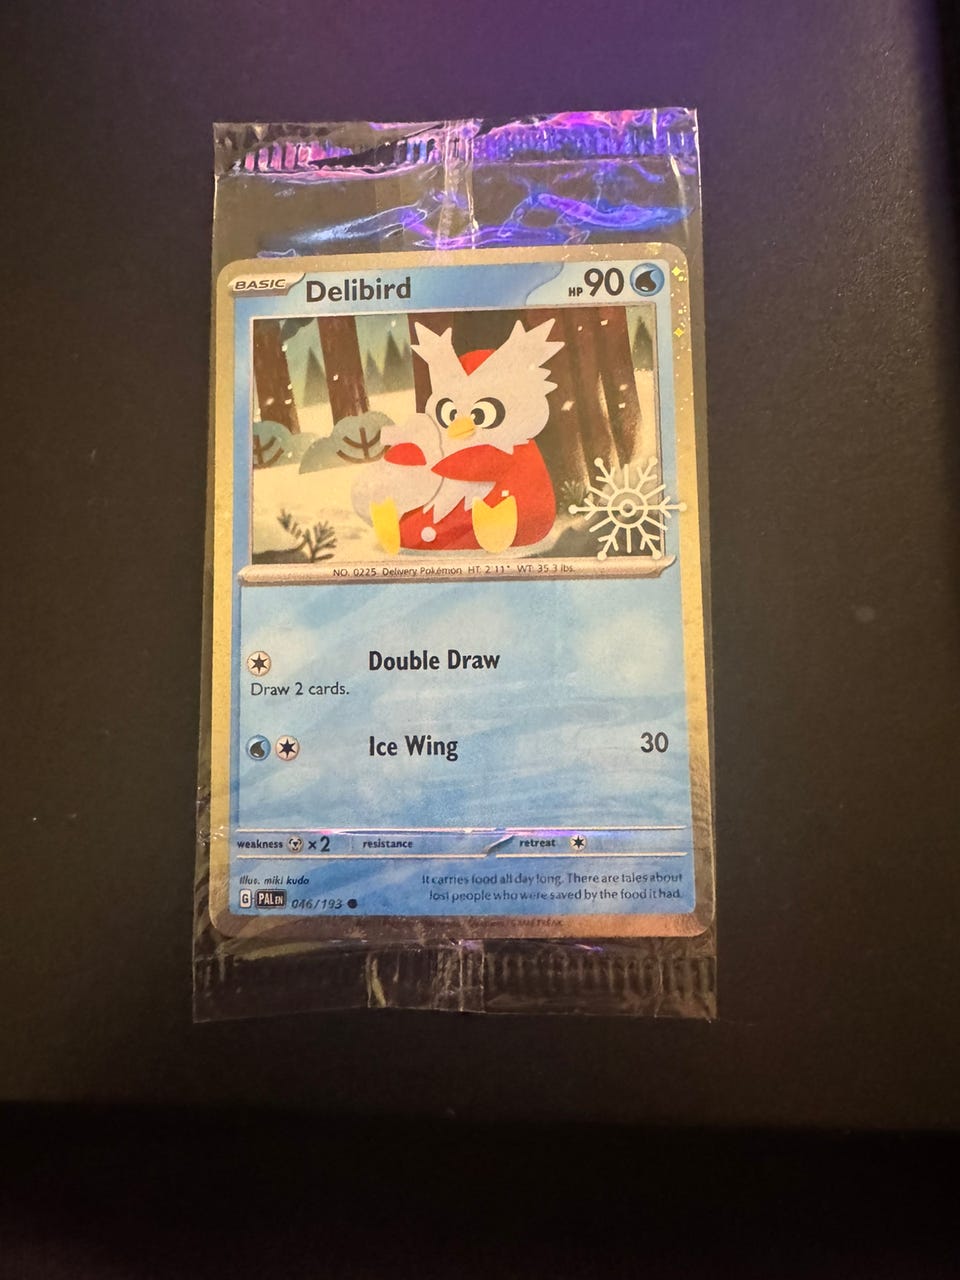 BASIC Delibird HP 90
NO. 0225 Delivery Pokémon HT: 2'11" WT: 35.3 lbs.
Double Draw
Draw 2 cards.
Ice Wing 30
weakness ×2 resistance retreat
Illus. miki kudo
It carries food all day long. There are tales about
lost people who were saved by the food it had.
G PAL EN 046/193
GAME FREAK